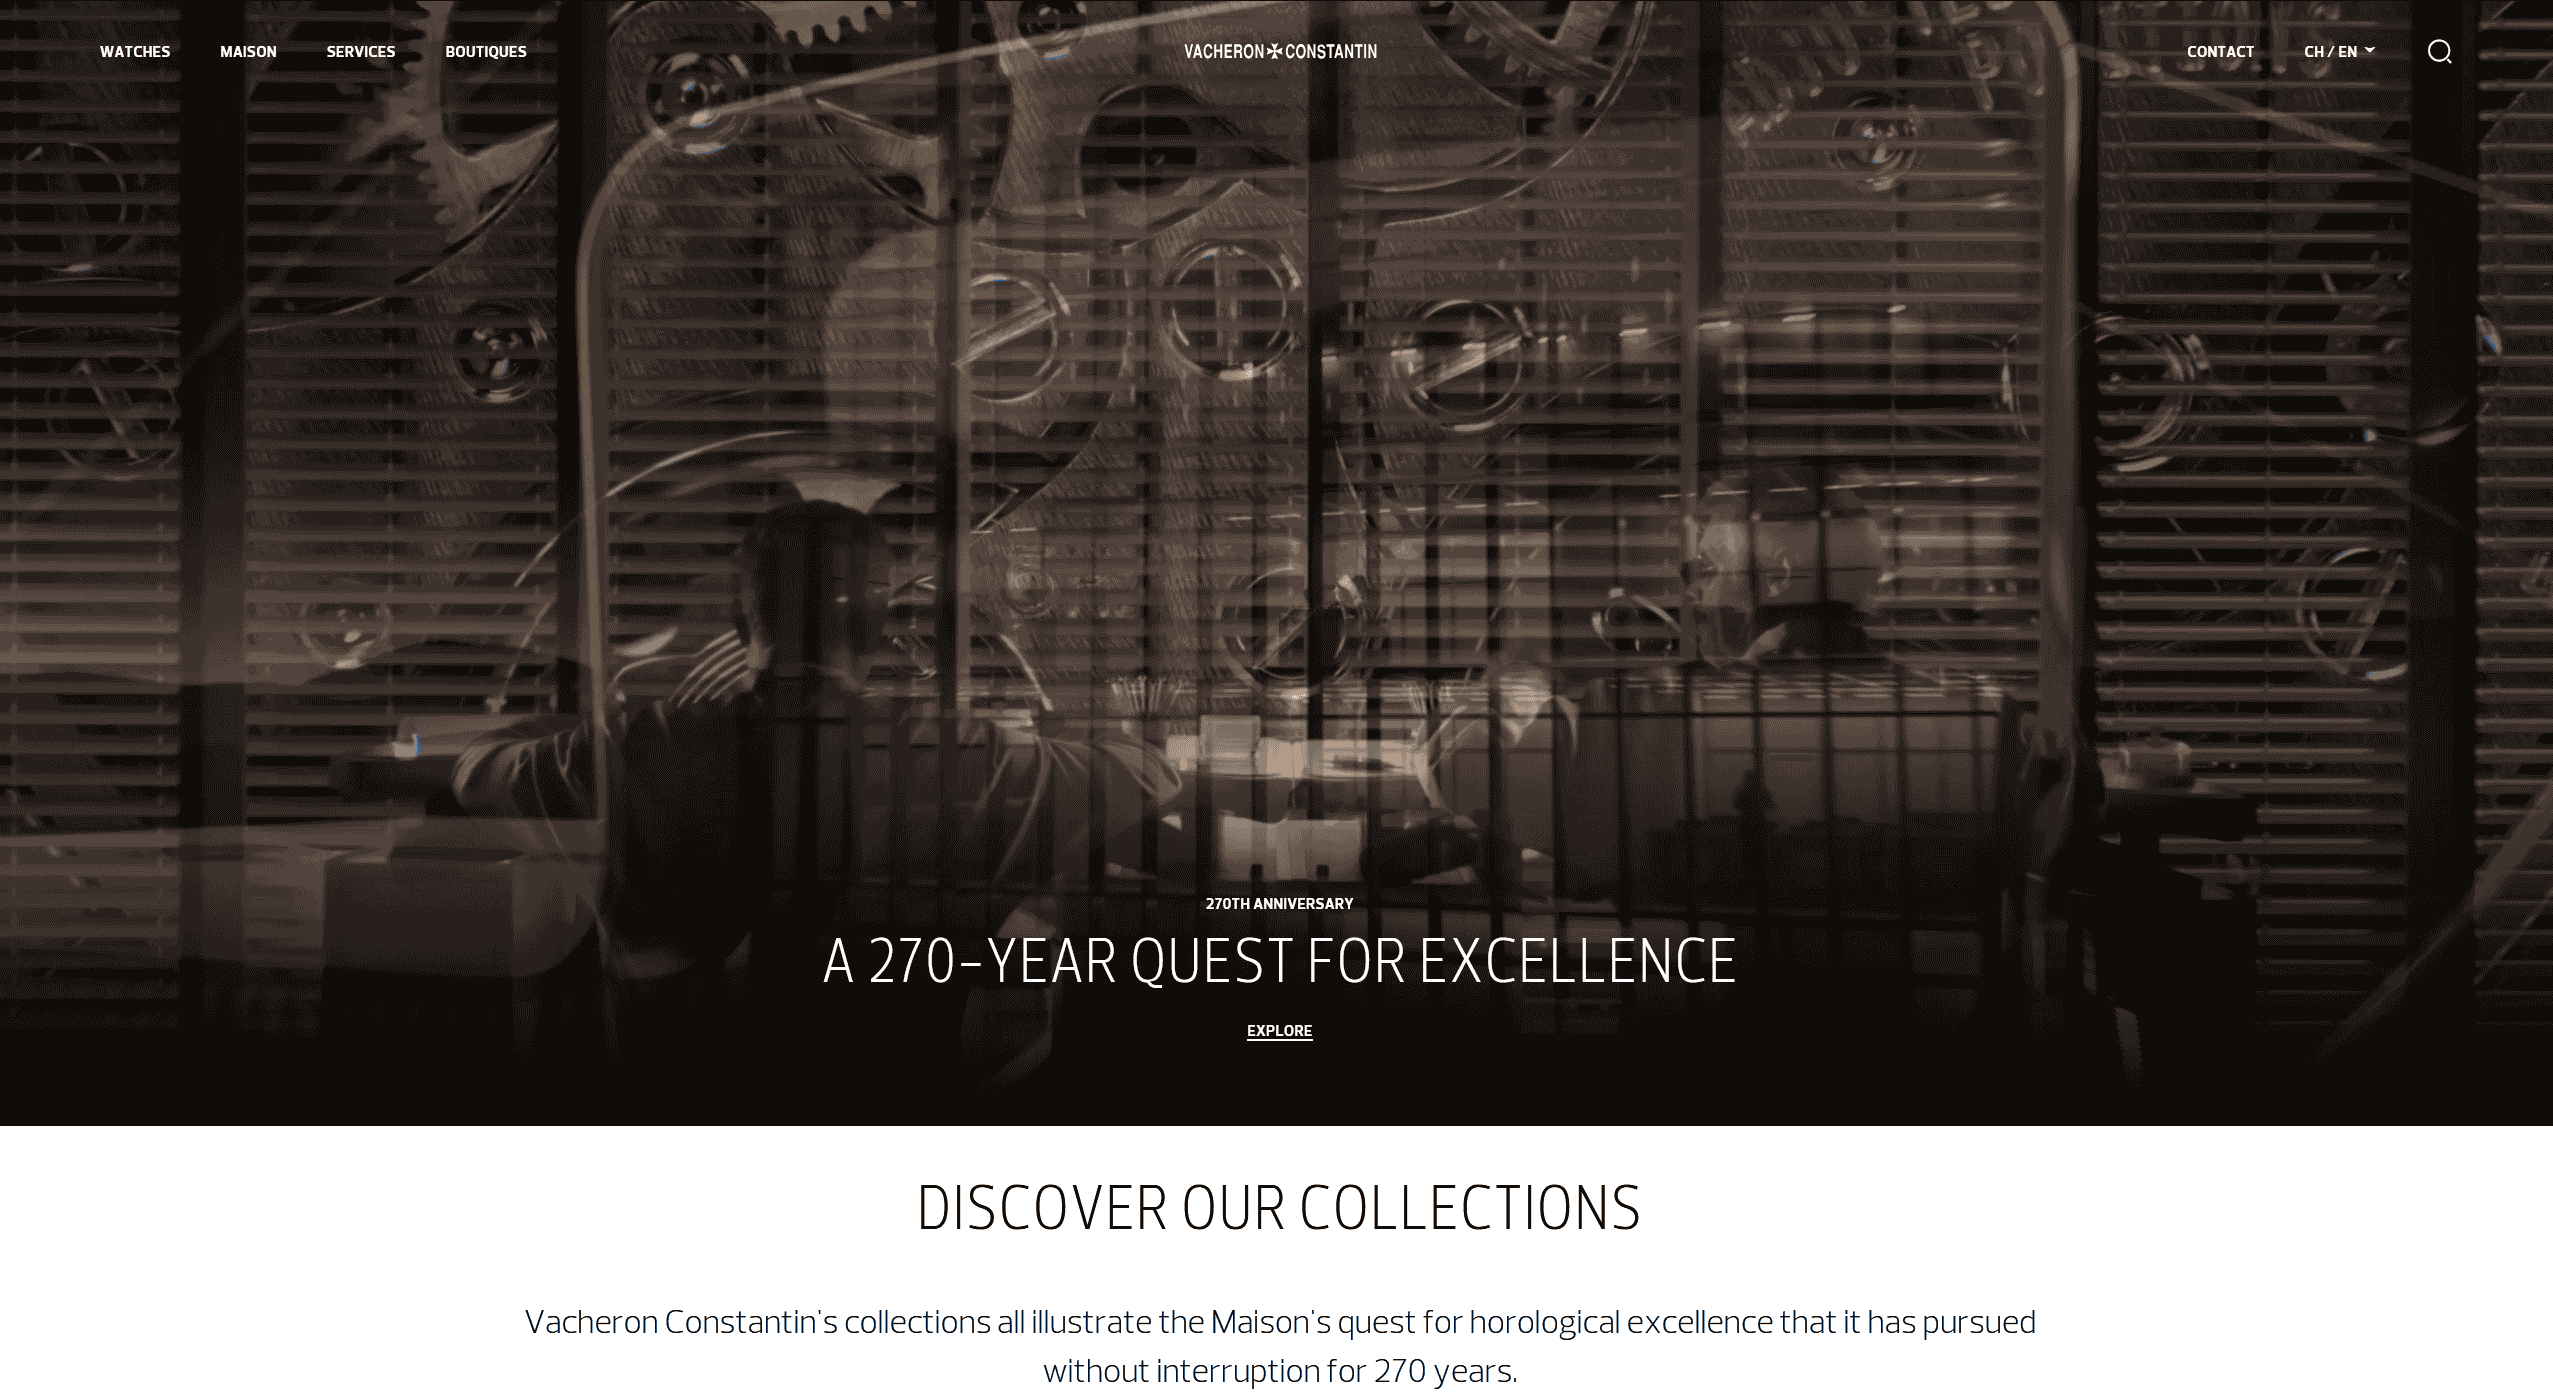 WATCHES MAISON SERVICES BOUTIQUES VACHERON CONSTANTIN CONTACT CH / EN
270TH ANNIVERSARY
A 270-YEAR QUEST FOR EXCELLENCE
EXPLORE
DISCOVER OUR COLLECTIONS
Vacheron Constantin's collections all illustrate the Maison's quest for horological excellence that it has pursued
without interruption for 270 years.